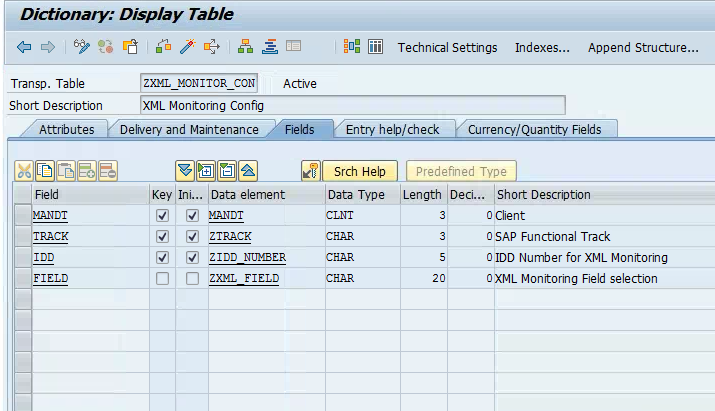 Dictionary: Display Table
Technical Settings Indexes... Append Structure...
Transp. Table ZXML_MONITOR_CON Active
Short Description XML Monitoring Config
Attributes Delivery and Maintenance Fields Entry help/check Currency/Quantity Fields
Srch Help Predefined Type
Field Key Ini... Data element Data Type Length Deci... Short Description
MANDT MANDT CLNT 3 0 Client
TRACK ZTRACK CHAR 3 0 SAP Functional Track
IDD ZIDD_NUMBER CHAR 5 0 IDD Number for XML Monitoring
FIELD ZXML_FIELD CHAR 20 0 XML Monitoring Field selection